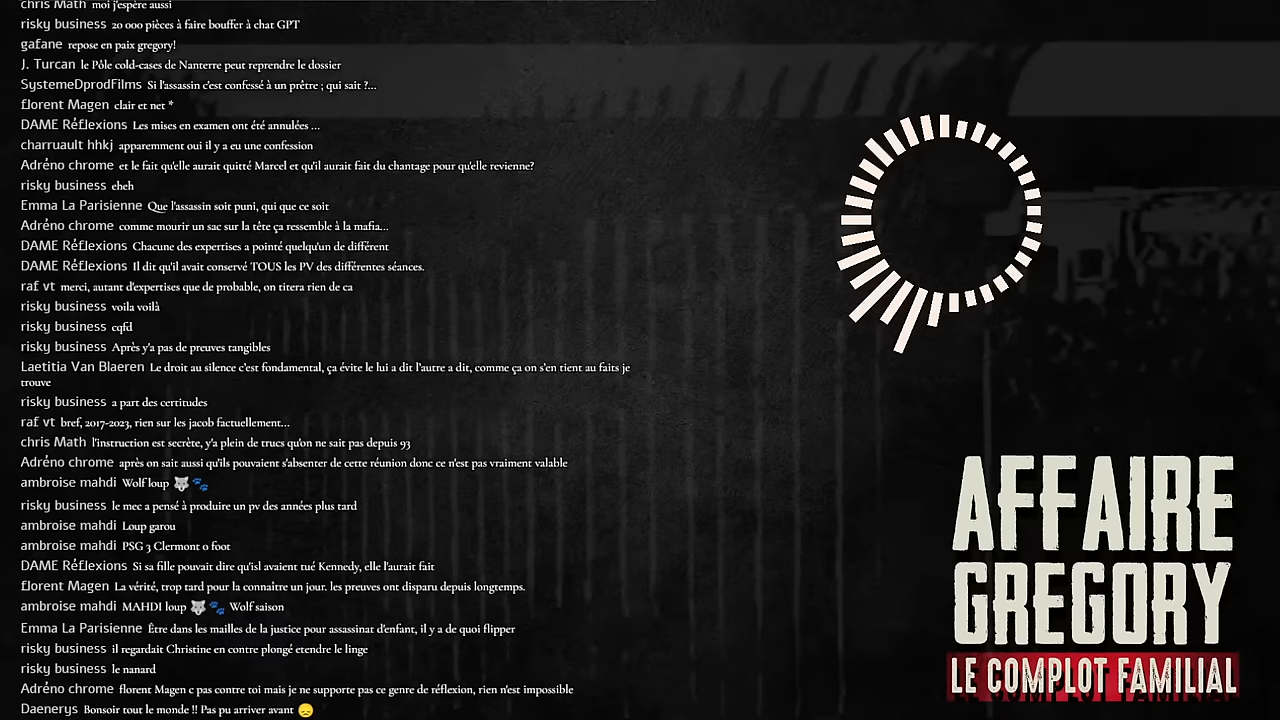 chris Math moi j'espère aussi
risky business 20 000 pièces à faire bouffer à chat GPT
gafane repose en paix gregory!
J. Turcan le Pôle cold-cases de Nanterre peut reprendre le dossier
SystemeDprodFilms Si l'assassin c'est confessé à un prêtre ; qui sait ?...
florent Magen clair et net *
DAME Réflexions Les mises en examen ont été annulées ...
charruault hhkj apparemment oui il y a eu une confession
Adréno chrome et le fait qu'elle aurait quitté Marcel et qu'il aurait fait du chantage pour qu'elle revienne?
risky business eheh
Emma La Parisienne Que l'assassin soit puni, qui que ce soit
Adréno chrome comme mourir un sac sur la tête ça ressemble à la mafia...
DAME Réflexions Chacune des expertises a pointé quelqu'un de différent
DAME Réflexions Il dit qu'il avait conservé TOUS les PV des différentes séances.
raf vt merci, autant d'expertises que de probable, on titera rien de ca
risky business voila voilà
risky business cqfd
risky business Après y'a pas de preuves tangibles
Laetitia Van Blaeren Le droit au silence c'est fondamental, ça évite le lui a dit l'autre a dit, comme ça on s'en tient au faits je
trouve
risky business a part des certitudes
raf vt bref, 2017-2023, rien sur les jacob factuellement...
chris Math l'instruction est secrète, y'a plein de trucs qu'on ne sait pas depuis 93
Adréno chrome après on sait aussi qu'ils pouvaient s'absenter de cette réunion donc ce n'est pas vraiment valable
ambroise mahdi Wolf loup 🐺 🐾
risky business le mec a pensé à produire un pv des années plus tard
ambroise mahdi Loup garou
ambroise mahdi PSG 3 Clermont 0 foot
DAME Réflexions Si sa fille pouvait dire qu'isl avaient tué Kennedy, elle l'aurait fait
florent Magen La vérité, trop tard pour la connaître un jour. les preuves ont disparu depuis longtemps.
ambroise mahdi MAHDI loup 🐺 🐾 Wolf saison
Emma La Parisienne Être dans les mailles de la justice pour assassinat d'enfant, il y a de quoi flipper
risky business il regardait Christine en contre plongé etendre le linge
risky business le nanard
Adréno chrome florent Magen c pas contre toi mais je ne supporte pas ce genre de réflexion, rien n'est impossible
Daenerys Bonsoir tout le monde !! Pas pu arriver avant 😞
AFFAIRE
GREGORY
LE COMPLOT FAMILIAL